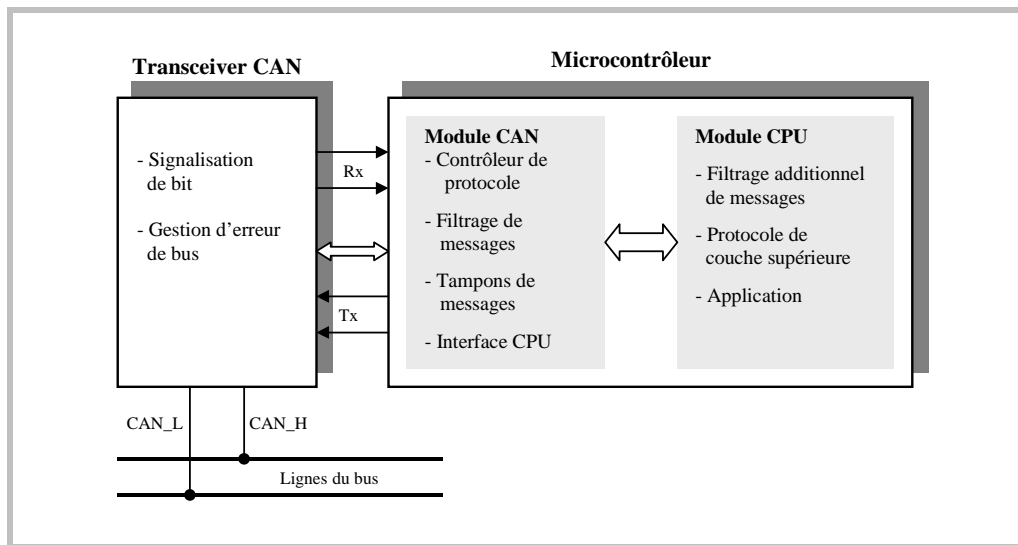 Transceiver CAN
- Signalisation
de bit
- Gestion d'erreur
de bus
Rx
Tx
Microcontrôleur
Module CAN
- Contrôleur de
protocole
- Filtrage de
messages
- Tampons de
messages
- Interface CPU
Module CPU
- Filtrage additionnel
de messages
- Protocole de
couche supérieure
- Application
CAN_L
CAN_H
Lignes du bus